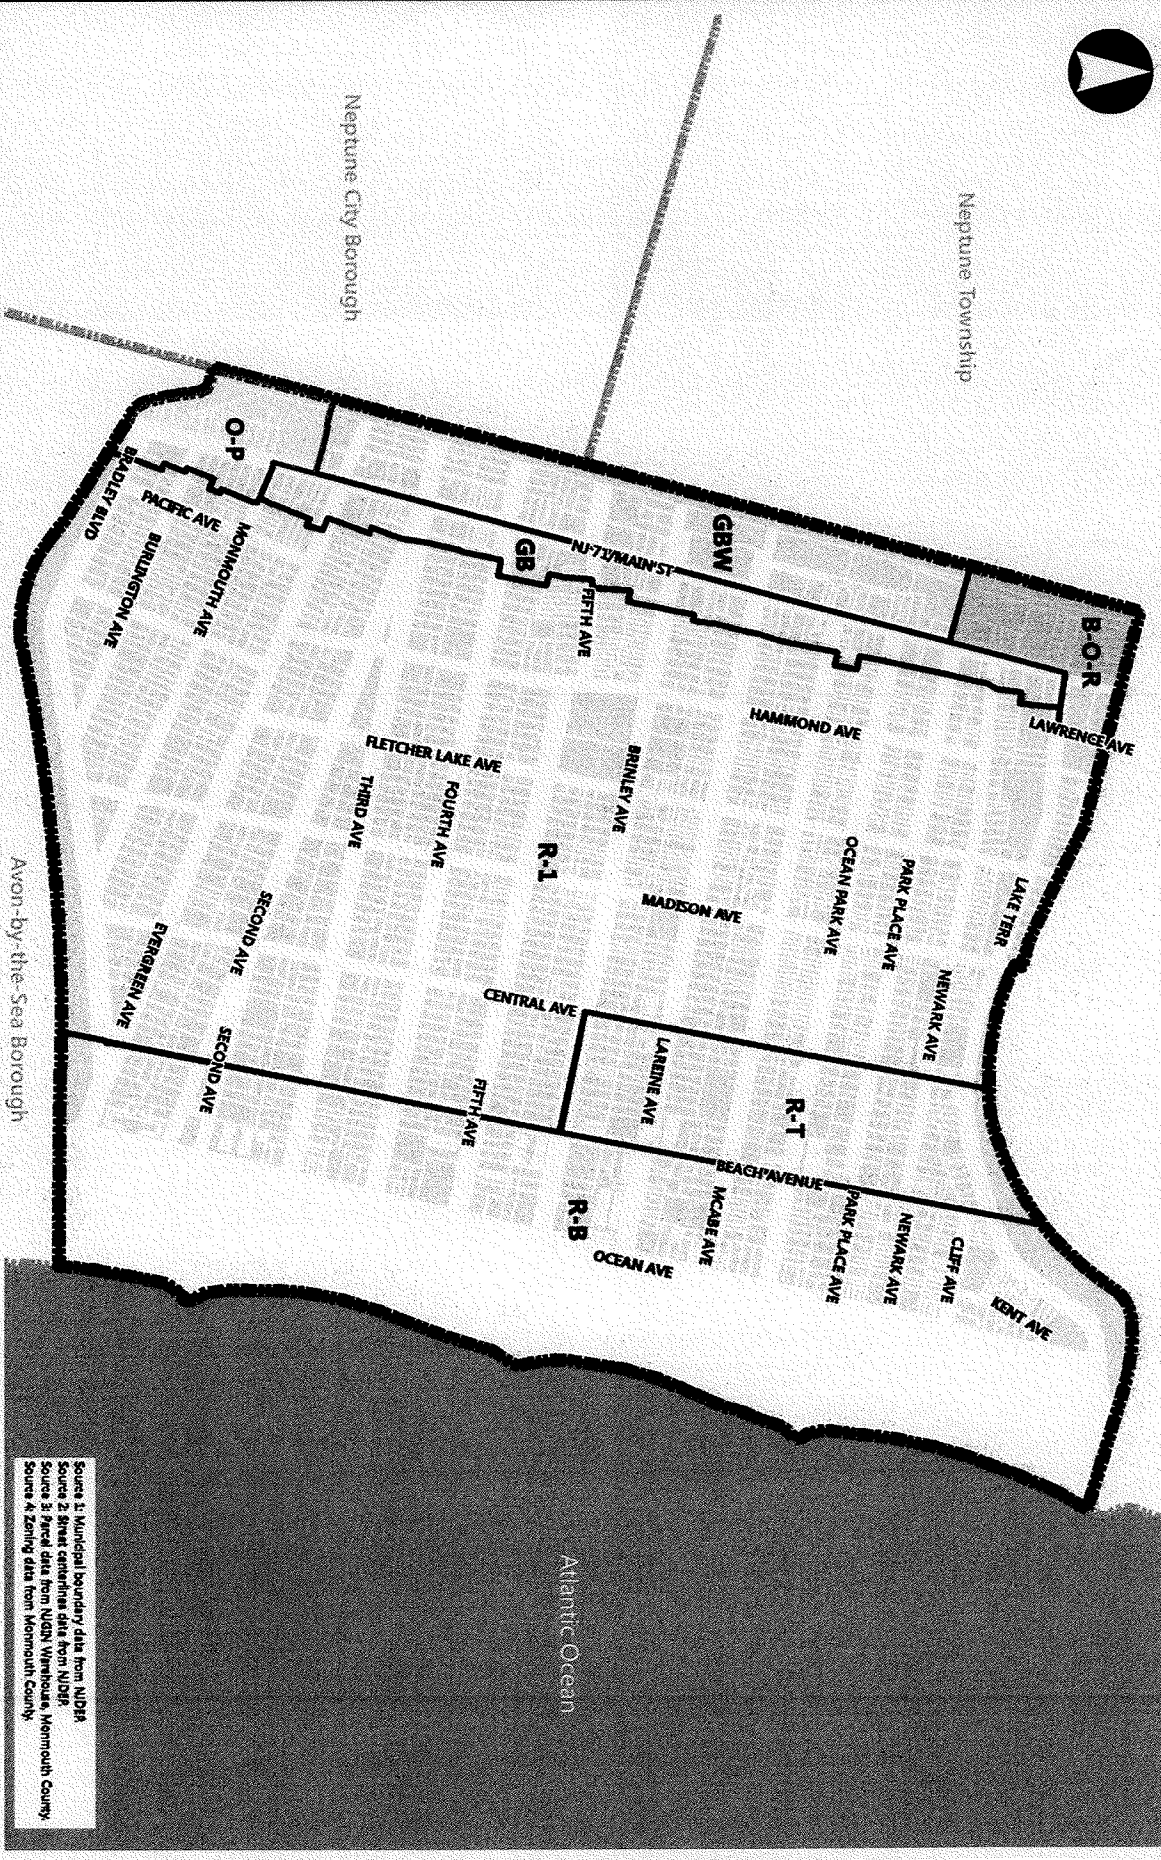 Neptune Township
Neptune City Borough
B-O-R
LAWRENCE AVE
GBW
NJ 71/MAIN ST
GB
O-P
BRADLEY BLVD
PACIFIC AVE
BURLINGTON AVE
MONMOUTH AVE
FIFTH AVE
HAMMOND AVE
FLETCHER LAKE AVE
THIRD AVE
FOURTH AVE
BRINLEY AVE
R-1
MADISON AVE
OCEAN PARK AVE
PARK PLACE AVE
LAKE TERR
NEWARK AVE
SECOND AVE
EVERGREEN AVE
CENTRAL AVE
SECOND AVE
FIFTH AVE
LAREINE AVE
R-T
BEACH AVENUE
R-B
MCABE AVE
PARK PLACE AVE
NEWARK AVE
CLIFF AVE
KENT AVE
OCEAN AVE
Avon-by-the-Sea Borough
Atlantic Ocean
Source 1: Municipal boundary data from NJDEP.
Source 2: Street centerlines data from NJDEP.
Source 3: Parcel data from NJGIN Warehouse, Monmouth County.
Source 4: Zoning data from Monmouth County.